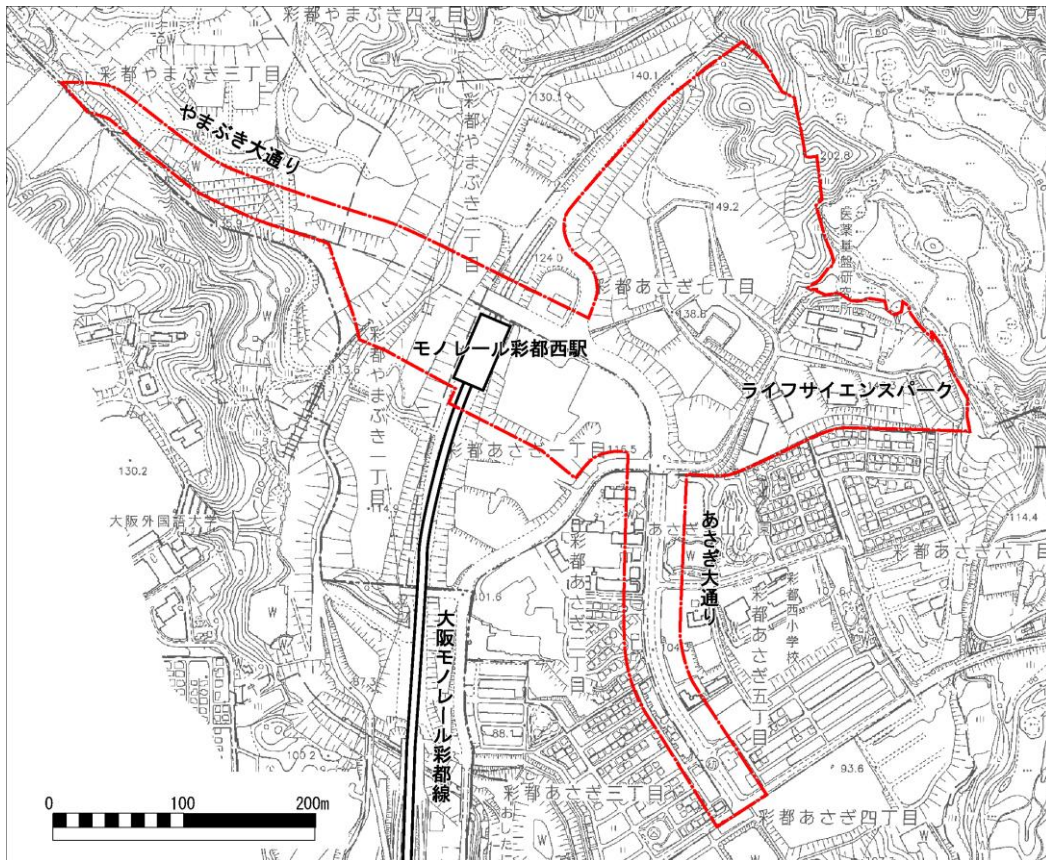 彩都やまぶき四丁目
彩都やまぶき三丁目
140.1
130.1
やまぶき大通り
彩都やまぶき二丁目
202.8
149.2
医薬基盤研究所
124.0
彩都あさぎ七丁目
138.6
モノレール彩都西駅
113.6
彩都やまぶき一丁目
ライフサイエンスパーク
彩都あさぎ一丁目
116.5
130.2
114.9
大阪外国語大学
114.4
あさぎ大通り
彩都あさぎ六丁目
彩都あさぎ二丁目
彩都西小学校
101.6
大阪モノレール彩都線
彩都あさぎ五丁目
97.3
88.1
100.2
93.6
彩都あさぎ三丁目
彩都あさぎ四丁目
0 100 200m